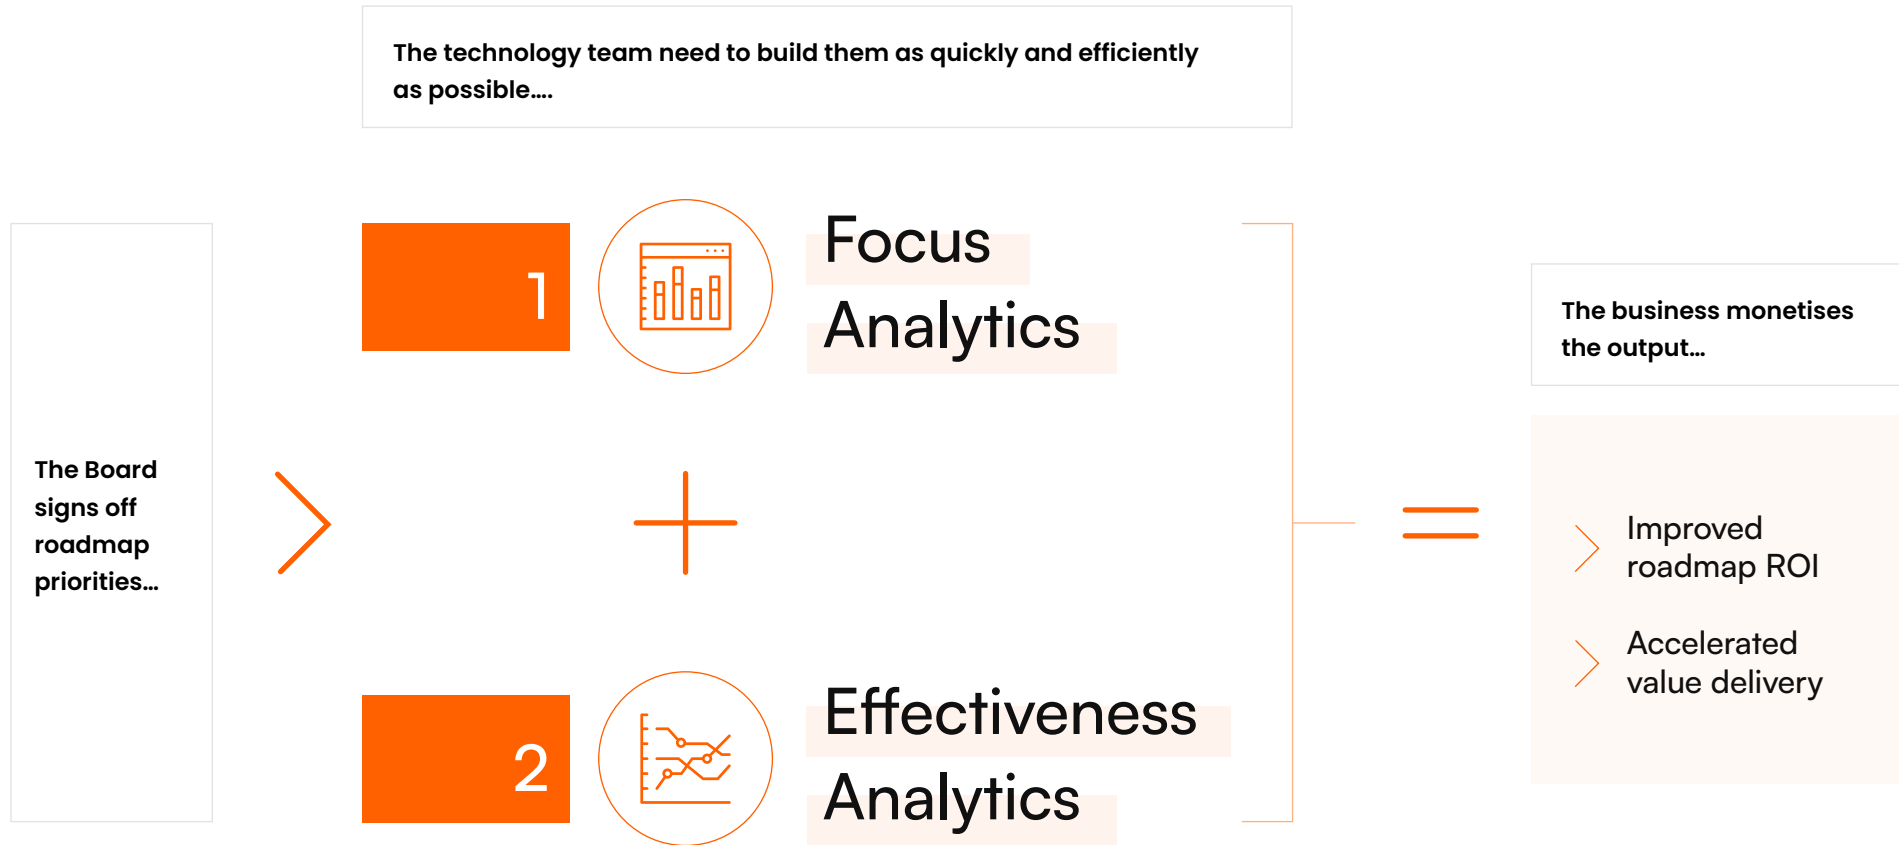 The technology team need to build them as quickly and efficiently
as possible....
The Board
signs off
roadmap
priorities...
1
Focus
Analytics
2
Effectiveness
Analytics
The business monetises
the output...
Improved
roadmap ROI
Accelerated
value delivery